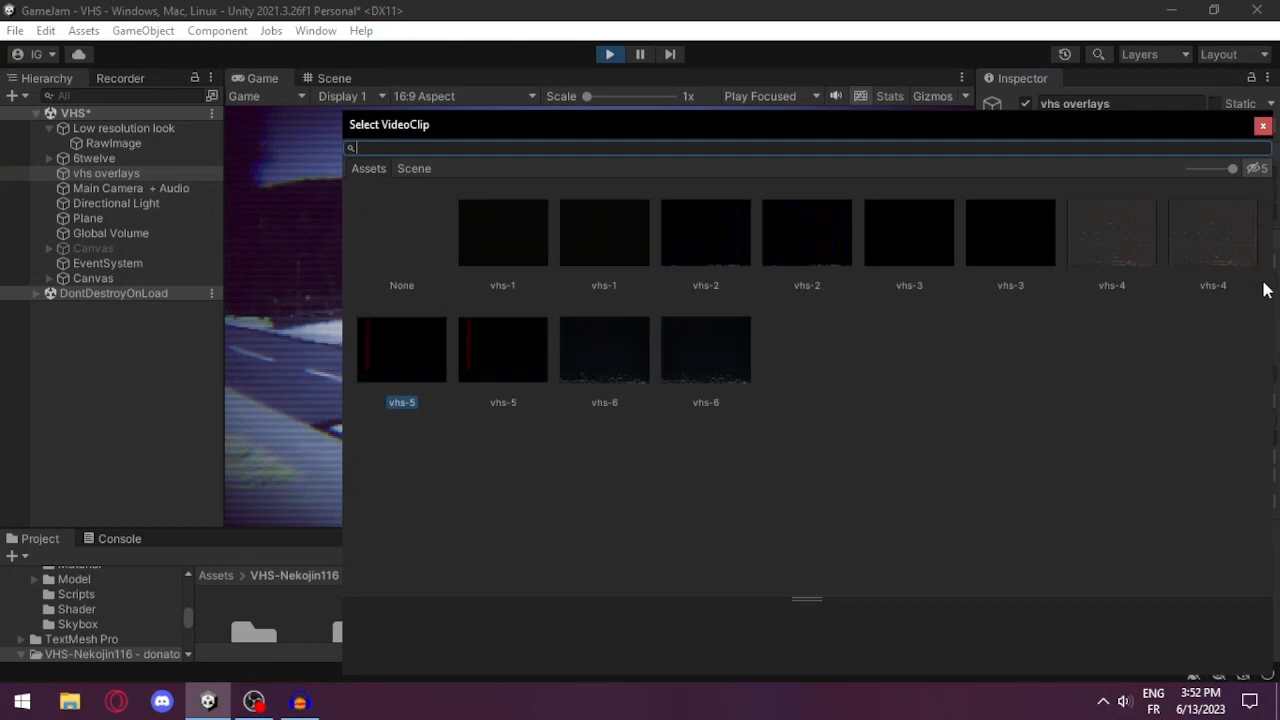 GameJam - VHS - Windows, Mac, Linux - Unity 2021.3.26f1 Personal* <DX11>
File Edit Assets GameObject Component Jobs Window Help
IG Layers Layout
Hierarchy Recorder Game Scene Inspector
All Game Display 1 16:9 Aspect Scale 1x Play Focused Stats Gizmos vhs overlays Static
VHS*
Low resolution look
RawImage
6twelve
vhs overlays
Main Camera + Audio
Directional Light
Plane
Global Volume
Canvas
EventSystem
Canvas
DontDestroyOnLoad
Select VideoClip
Assets Scene 5
None vhs-1 vhs-1 vhs-2 vhs-2 vhs-3 vhs-3 vhs-4 vhs-4
vhs-5 vhs-5 vhs-6 vhs-6
Project Console
Material
Model
Scripts
Shader
Skybox
TextMesh Pro
VHS-Nekojin116 - donato
Assets > VHS-Nekojin116
ENG
FR
3:52 PM
6/13/2023